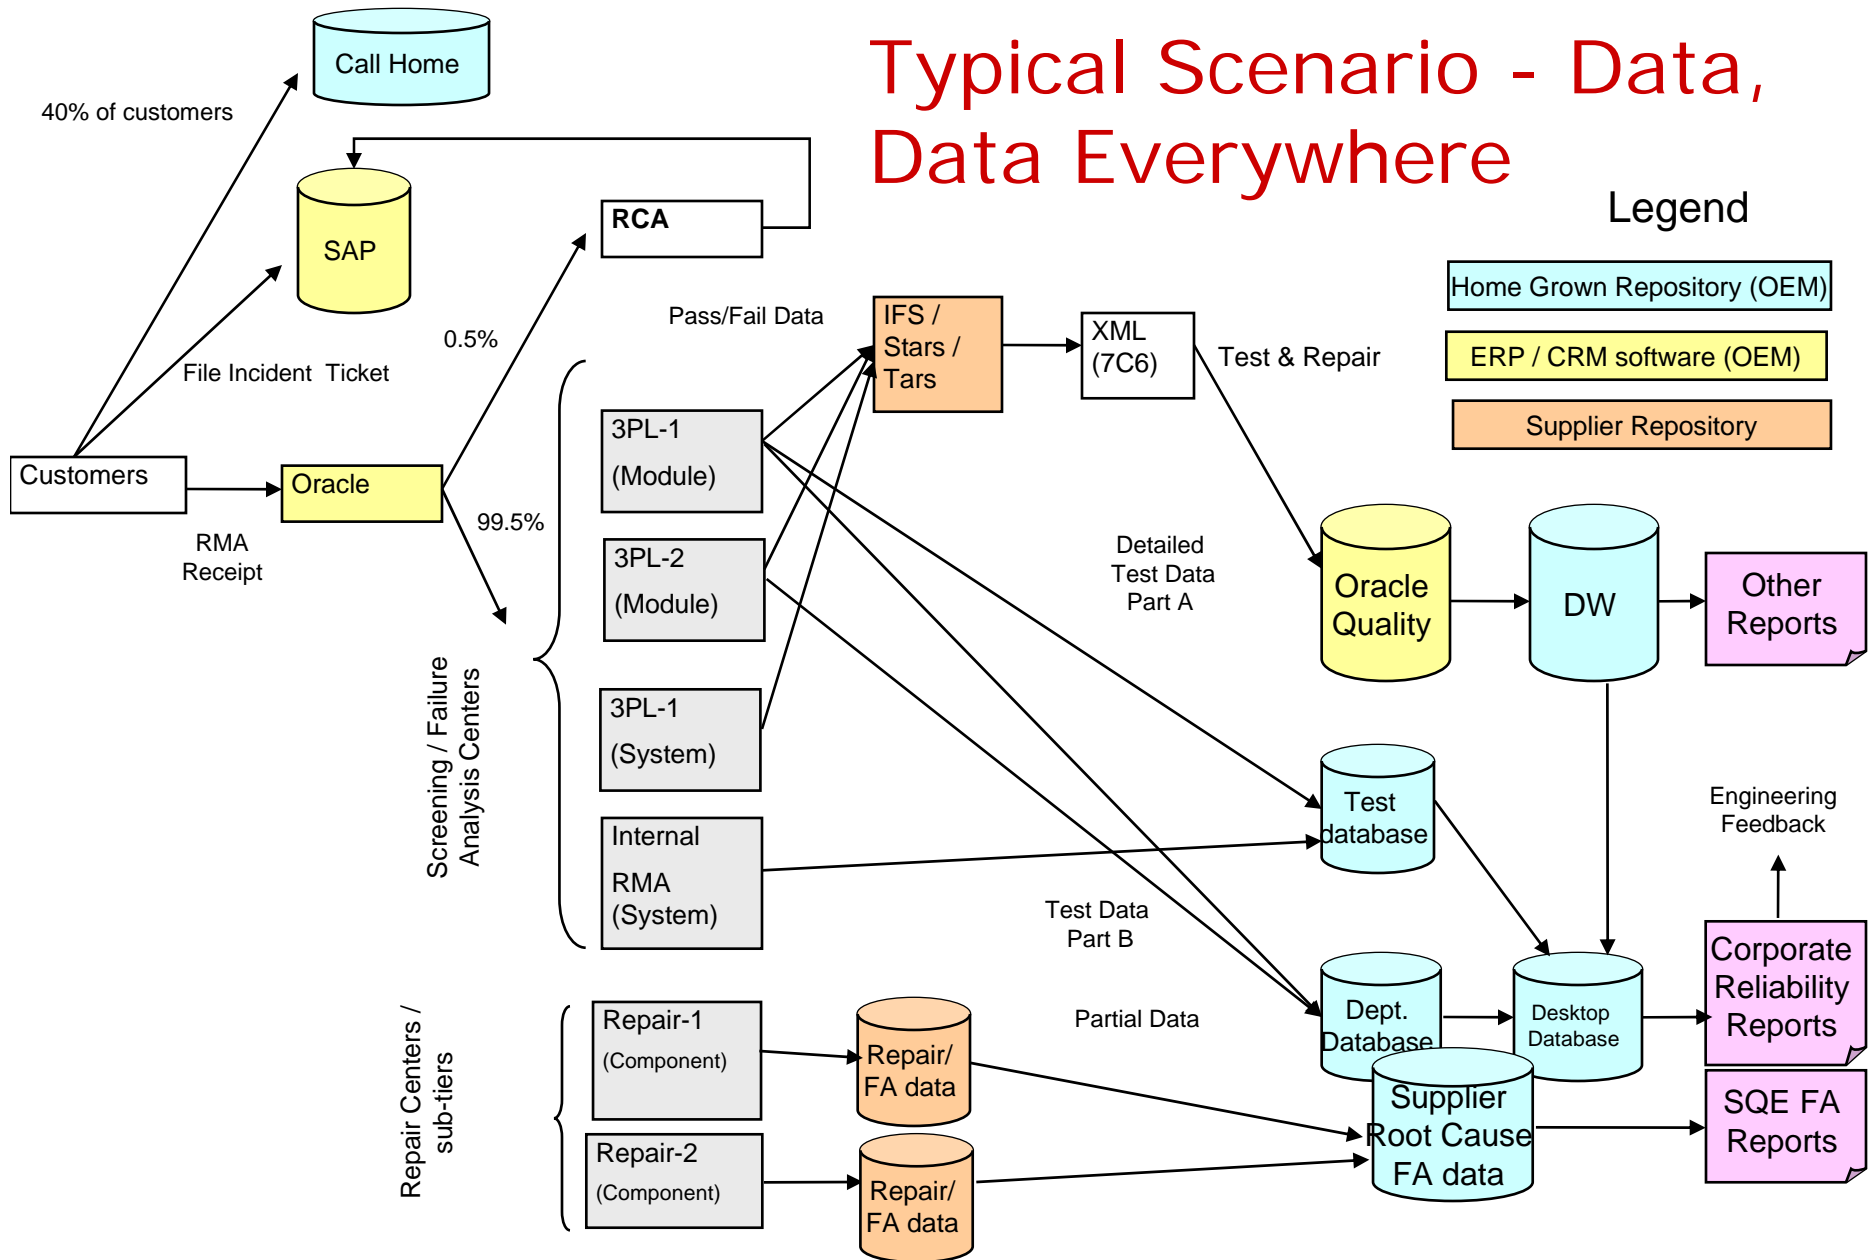 Typical Scenario - Data,
Data Everywhere
Call Home
40% of customers
SAP
RCA
Legend
Home Grown Repository (OEM)
ERP / CRM software (OEM)
Supplier Repository
File Incident Ticket
0.5%
Pass/Fail Data
IFS /
Stars /
Tars
XML
(7C6)
Test & Repair
Customers
RMA
Receipt
Oracle
99.5%
Screening / Failure
Analysis Centers
3PL-1
(Module)
3PL-2
(Module)
3PL-1
(System)
Internal
RMA
(System)
Detailed
Test Data
Part A
Oracle
Quality
DW
Other
Reports
Test
database
Engineering
Feedback
Test Data
Part B
Partial Data
Dept.
Database
Desktop
Database
Corporate
Reliability
Reports
Repair Centers /
sub-tiers
Repair-1
(Component)
Repair/
FA data
Repair-2
(Component)
Repair/
FA data
Supplier
Root Cause
FA data
SQE FA
Reports